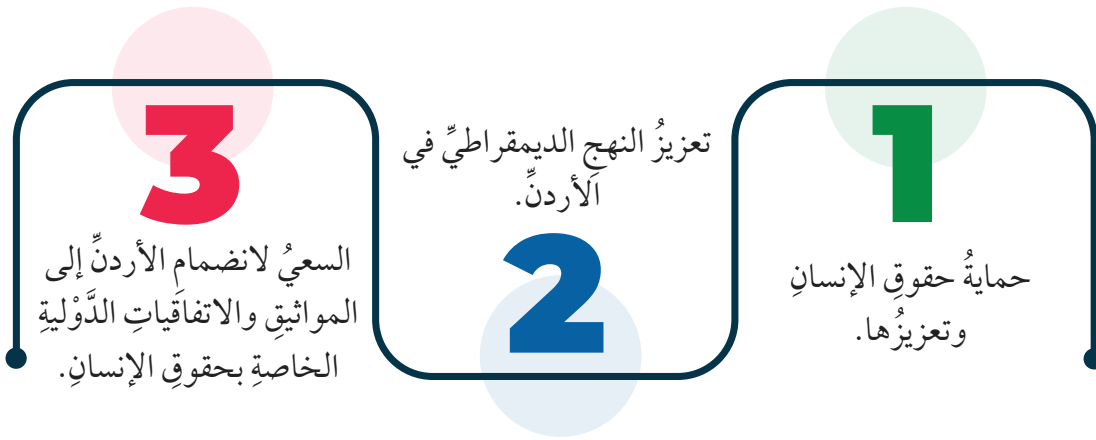 1
حمايةُ حقوقِ الإنسانِ
وتعزيزُها.
تعزيزُ النهجِ الديمقراطيِّ في
الأردنِّ.
2
3
السعيُ لانضمامِ الأردنِّ إلى
المواثيقِ والاتفاقياتِ الدَّوْليةِ
الخاصةِ بحقوقِ الإنسانِ.